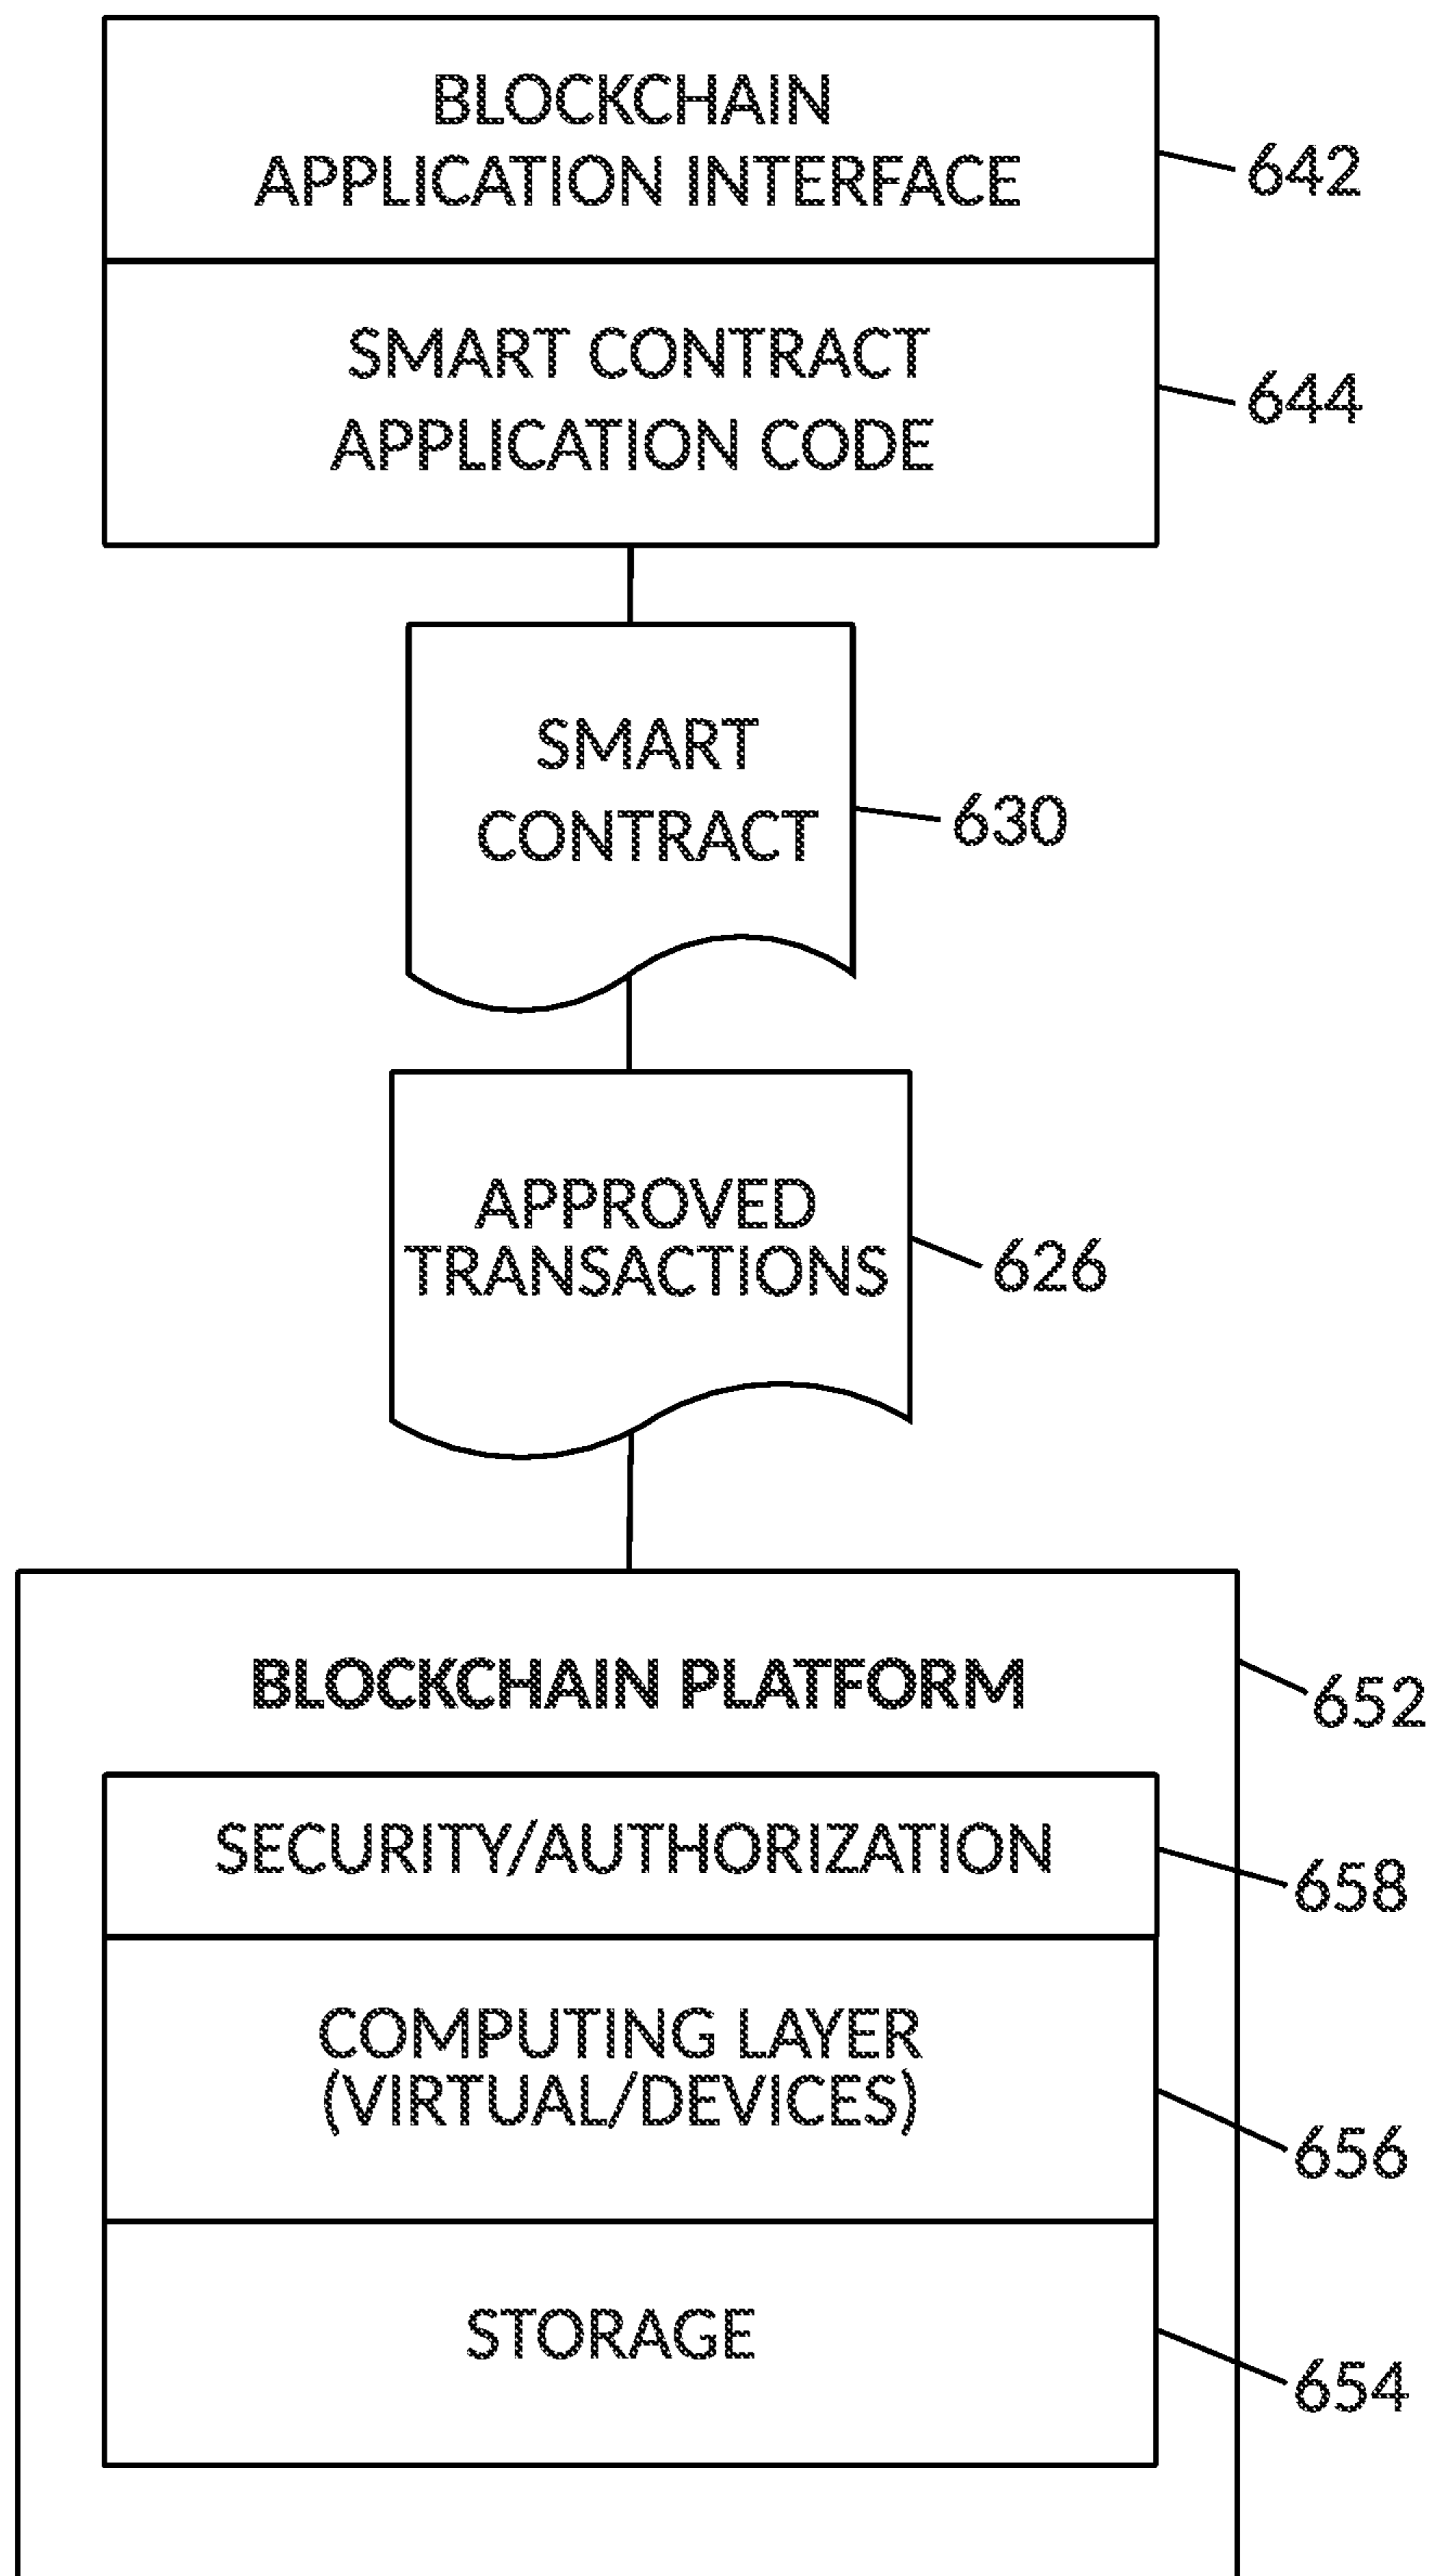 BLOCKCHAIN
APPLICATION INTERFACE
642
SMART CONTRACT
APPLICATION CODE
644
SMART
CONTRACT
630
APPROVED
TRANSACTIONS
626
BLOCKCHAIN PLATFORM
652
SECURITY/AUTHORIZATION
658
COMPUTING LAYER
(VIRTUAL/DEVICES)
656
STORAGE
654